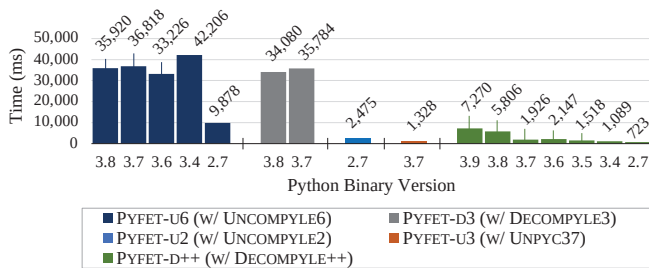 35,920 36,818 33,226 42,206 9,878 34,080 35,784 2,475 1,328 7,270 5,806 1,926 2,147 1,518 1,089 723
Time (ms)
50,000
40,000
30,000
20,000
10,000
0
3.8 3.7 3.6 3.4 2.7 3.8 3.7 2.7 3.7 3.9 3.8 3.7 3.6 3.5 3.4 2.7
Python Binary Version
PYFET-U6 (W/ UNCOMPYLE6) PYFET-D3 (W/ DECOMPYLE3)
PYFET-U2 (W/ UNCOMPYLE2) PYFET-U3 (W/ UNPYC37)
PYFET-D++ (W/ DECOMPYLE++)